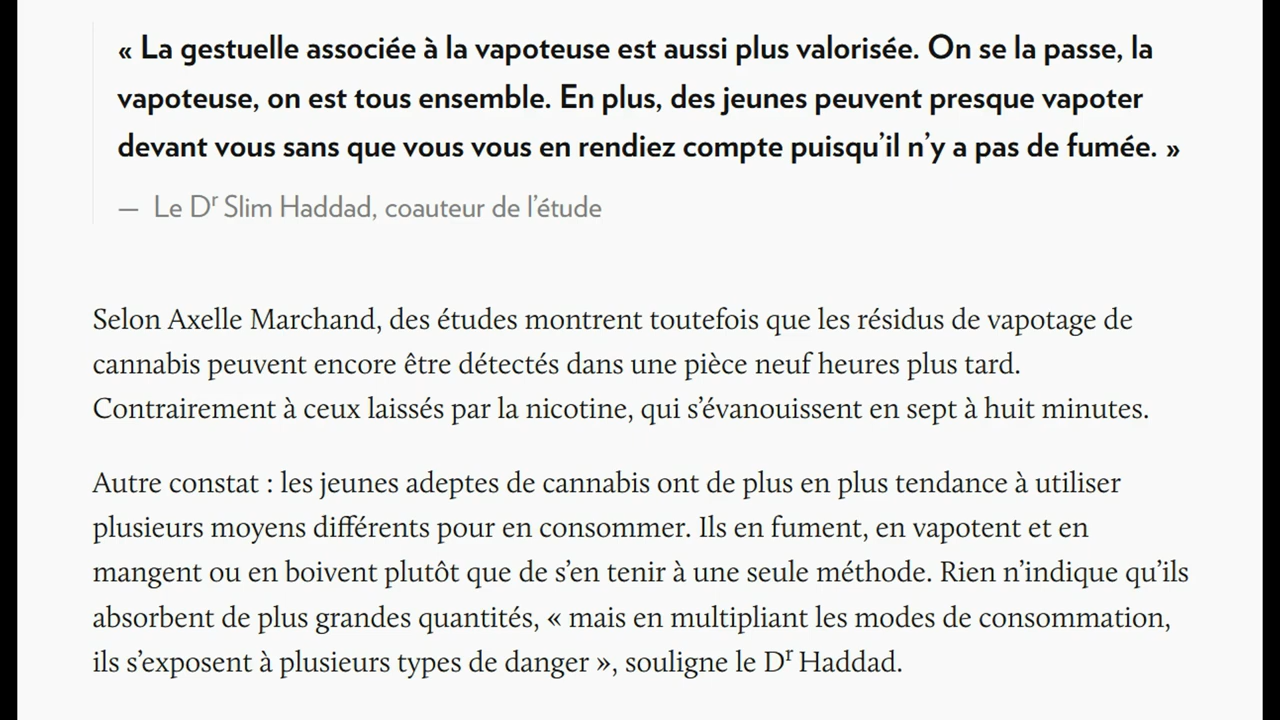 « La gestuelle associée à la vapoteuse est aussi plus valorisée. On se la passe, la
vapoteuse, on est tous ensemble. En plus, des jeunes peuvent presque vapoter
devant vous sans que vous vous en rendiez compte puisqu’il n’y a pas de fumée. »
— Le Dʳ Slim Haddad, coauteur de l’étude
Selon Axelle Marchand, des études montrent toutefois que les résidus de vapotage de
cannabis peuvent encore être détectés dans une pièce neuf heures plus tard.
Contrairement à ceux laissés par la nicotine, qui s’évanouissent en sept à huit minutes.
Autre constat : les jeunes adeptes de cannabis ont de plus en plus tendance à utiliser
plusieurs moyens différents pour en consommer. Ils en fument, en vapotent et en
mangent ou en boivent plutôt que de s’en tenir à une seule méthode. Rien n’indique qu’ils
absorbent de plus grandes quantités, « mais en multipliant les modes de consommation,
ils s’exposent à plusieurs types de danger », souligne le Dʳ Haddad.